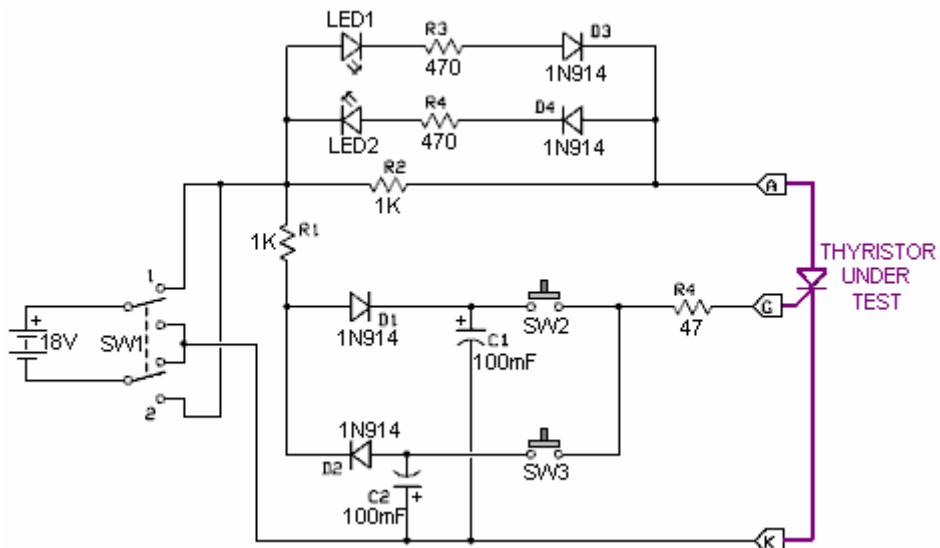 LED1
R3
470
D3
1N914
LED2
R4
470
D4
1N914
R2
1K
A
R1
1K
THYRISTOR
UNDER
TEST
1
+
18V
SW1
2
D1
1N914
+
C1
100mF
SW2
R4
47
G
1N914
D2
C2
+
100mF
SW3
K